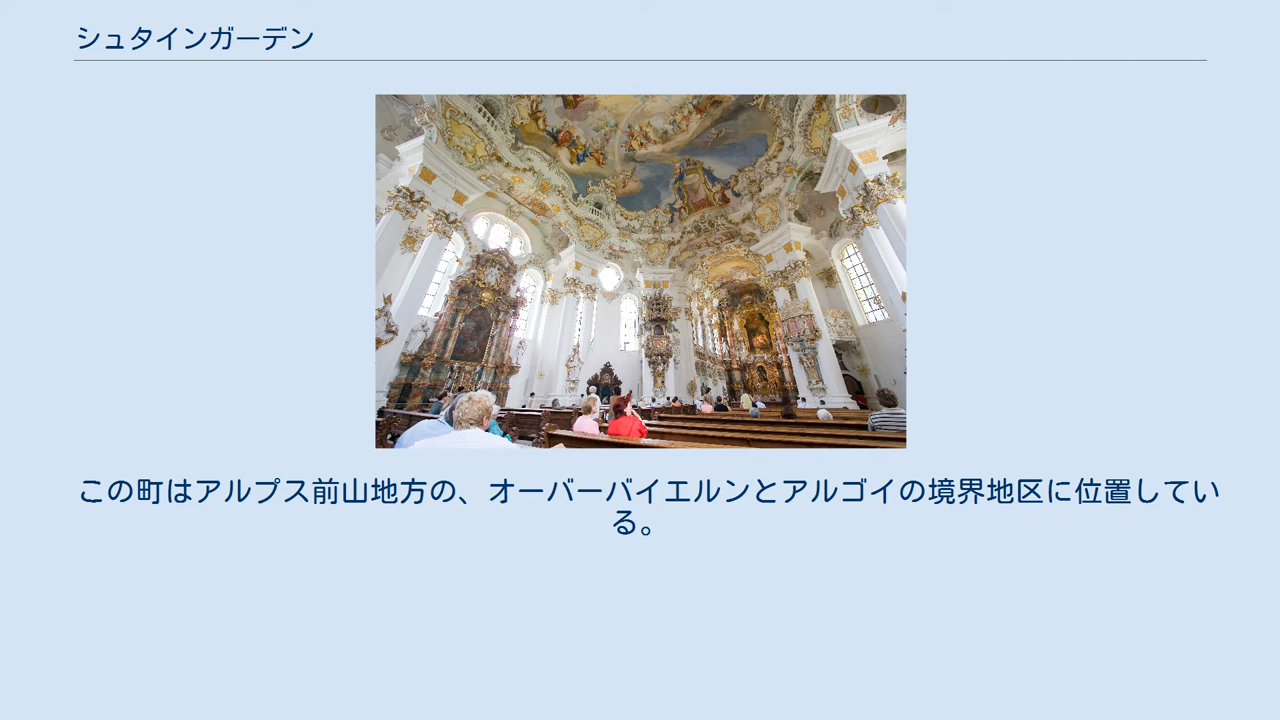 シュタインガーデン
この町はアルプス前山地方の、オーバーバイエルンとアルゴイの境界地区に位置してい
る。